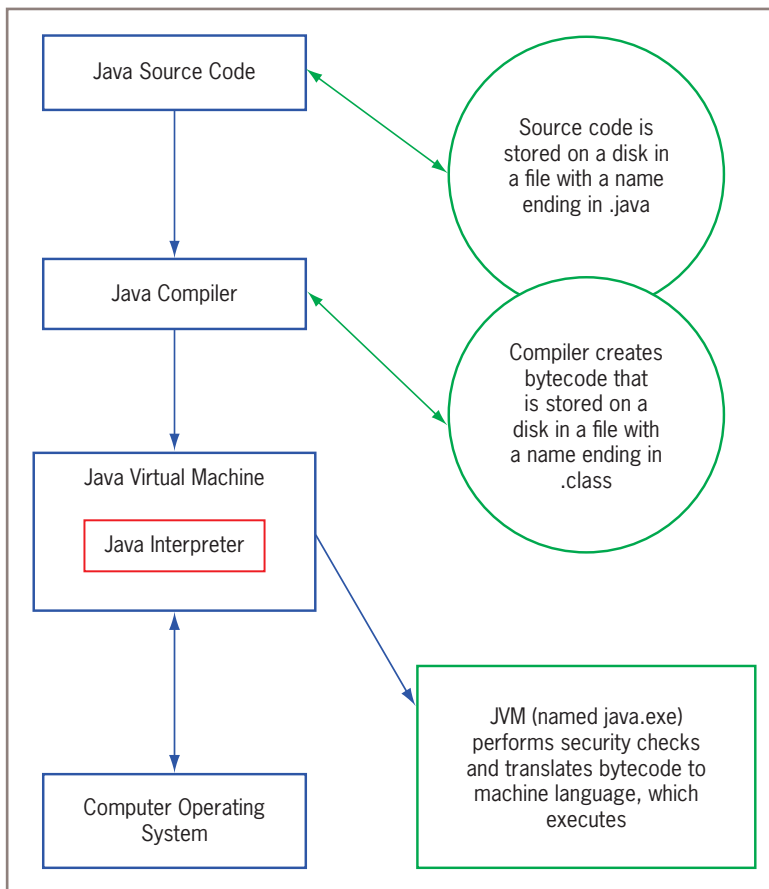 Java Source Code
Source code is
stored on a disk in
a file with a name
ending in .java
Java Compiler
Compiler creates
bytecode that
is stored on a
disk in a file with
a name ending in
.class
Java Virtual Machine
Java Interpreter
JVM (named java.exe)
performs security checks
and translates bytecode to
machine language, which
executes
Computer Operating
System